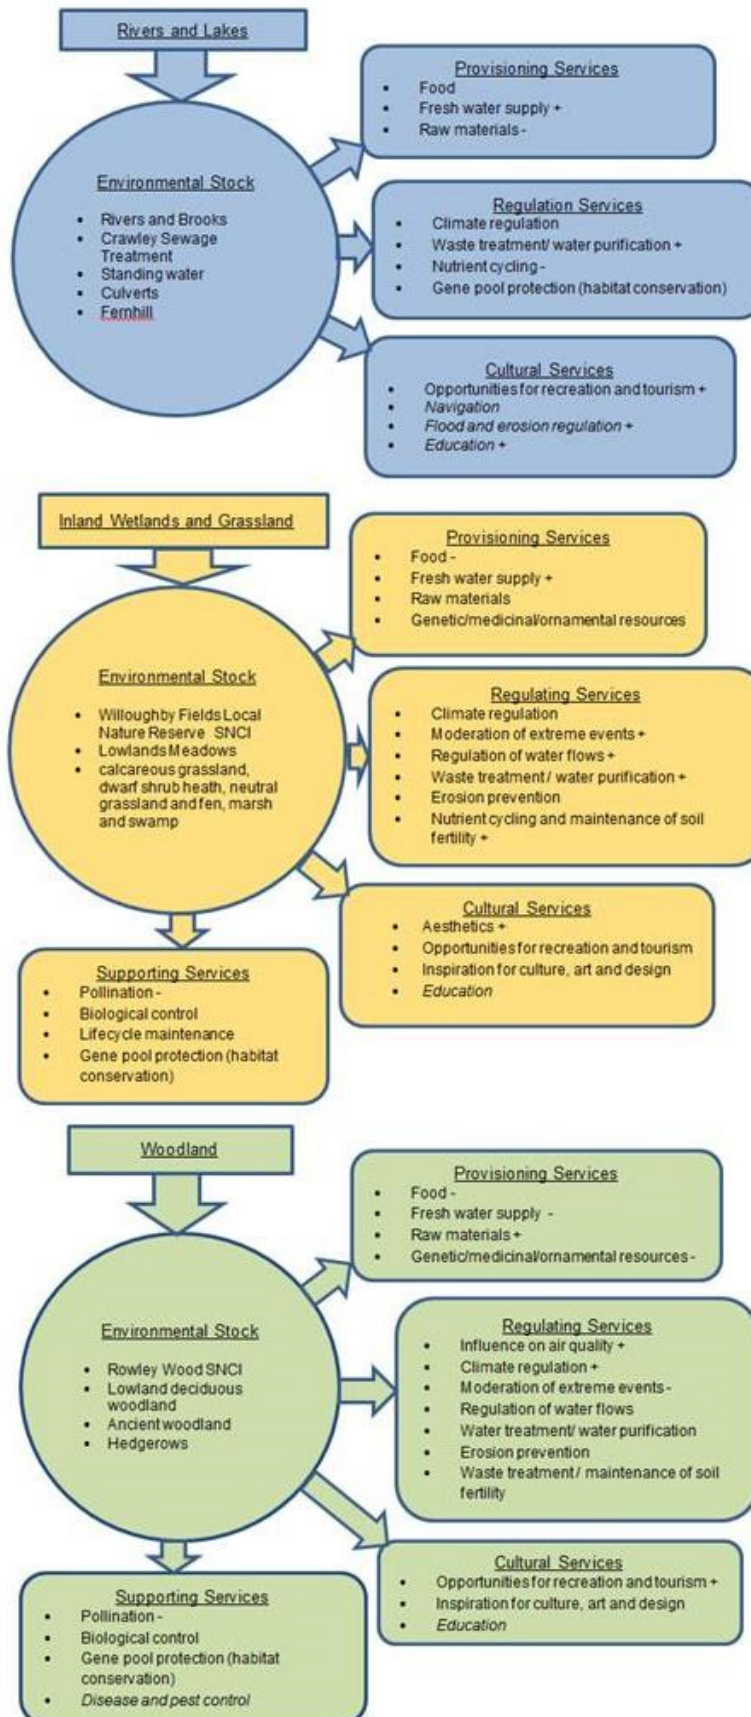 Rivers and Lakes
Environmental Stock
• Rivers and Brooks
• Crawley Sewage
Treatment
• Standing water
• Culverts
• Fernhill
Provisioning Services
• Food
• Fresh water supply +
• Raw materials -
Regulation Services
• Climate regulation
• Waste treatment/ water purification +
• Nutrient cycling -
• Gene pool protection (habitat conservation)
Cultural Services
• Opportunities for recreation and tourism +
• Navigation
• Flood and erosion regulation +
• Education +
Inland Wetlands and Grassland
Environmental Stock
• Willoughby Fields Local
Nature Reserve SNCI
• Lowlands Meadows
• calcareous grassland,
dwarf shrub heath, neutral
grassland and fen, marsh
and swamp
Provisioning Services
• Food -
• Fresh water supply +
• Raw materials
• Genetic/medicinal/ornamental resources
Regulating Services
• Climate regulation
• Moderation of extreme events +
• Regulation of water flows +
• Waste treatment / water purification +
• Erosion prevention
• Nutrient cycling and maintenance of soil
fertility +
Cultural Services
• Aesthetics +
• Opportunities for recreation and tourism
• Inspiration for culture, art and design
• Education
Supporting Services
• Pollination -
• Biological control
• Lifecycle maintenance
• Gene pool protection (habitat
conservation)
Woodland
Environmental Stock
• Rowley Wood SNCI
• Lowland deciduous
woodland
• Ancient woodland
• Hedgerows
Provisioning Services
• Food -
• Fresh water supply -
• Raw materials +
• Genetic/medicinal/ornamental resources -
Regulating Services
• Influence on air quality +
• Climate regulation +
• Moderation of extreme events -
• Regulation of water flows
• Water treatment/ water purification
• Erosion prevention
• Waste treatment / maintenance of soil
fertility
Cultural Services
• Opportunities for recreation and tourism +
• Inspiration for culture, art and design
• Education
Supporting Services
• Pollination -
• Biological control
• Gene pool protection (habitat
conservation)
• Disease and pest control